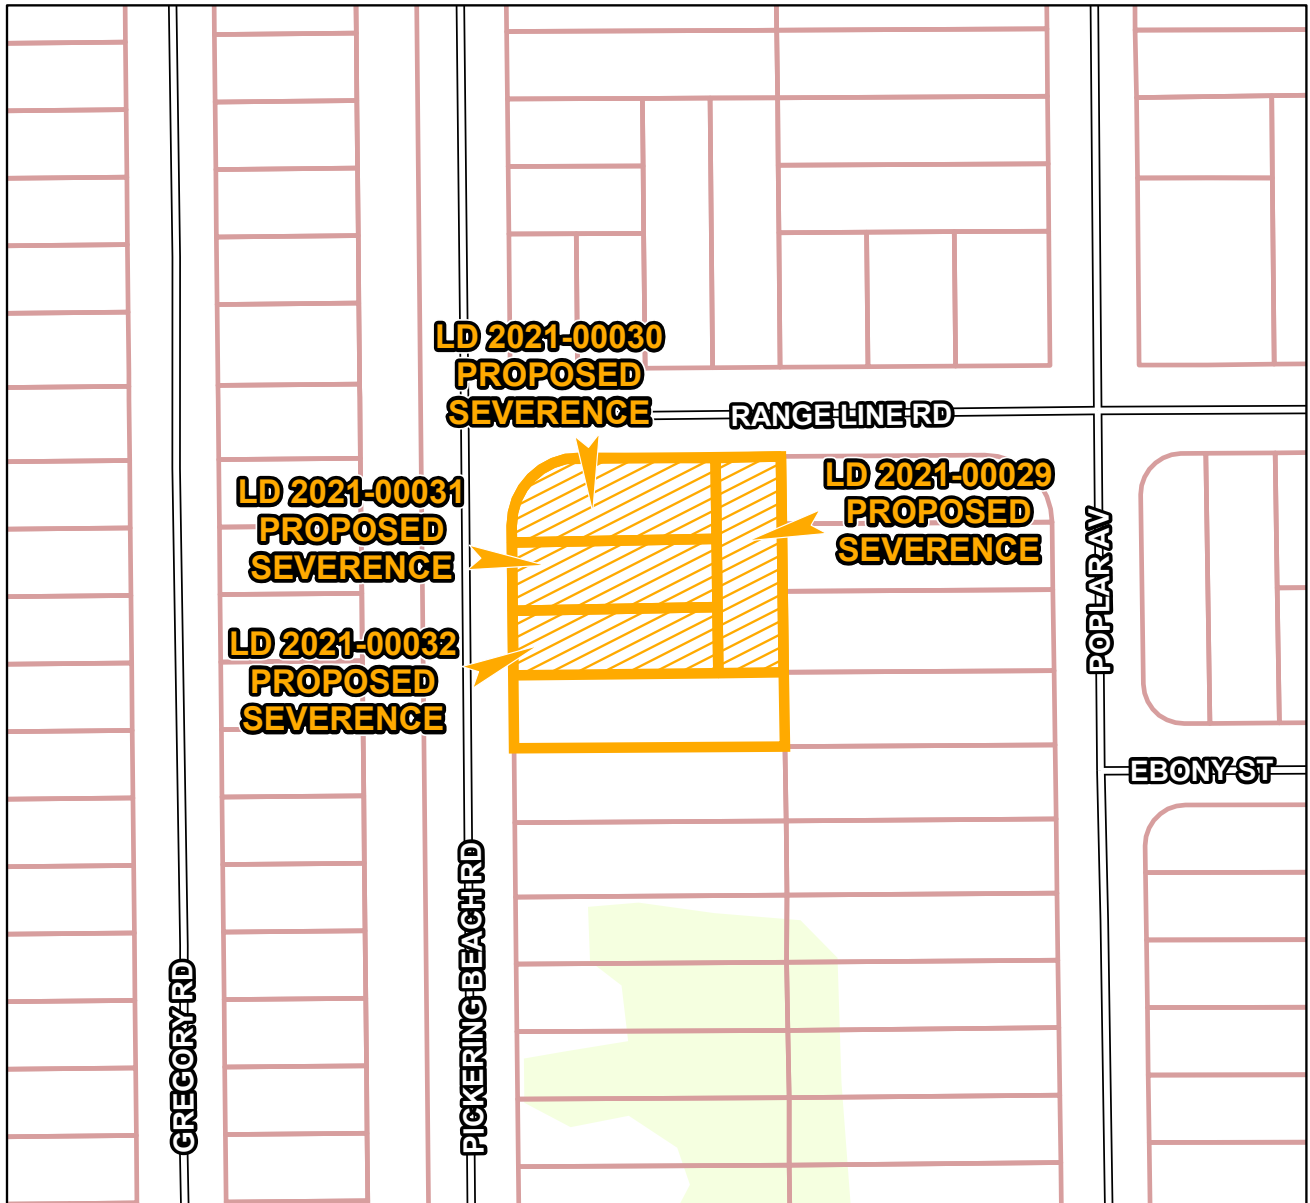 LD 2021-00030
PROPOSED
SEVERENCE
RANGE LINE RD
LD 2021-00031
PROPOSED
SEVERENCE
LD 2021-00029
PROPOSED
SEVERENCE
POPLAR AV
LD 2021-00032
PROPOSED
SEVERENCE
EBONY ST
PICKERING BEACH RD
GREGORY RD